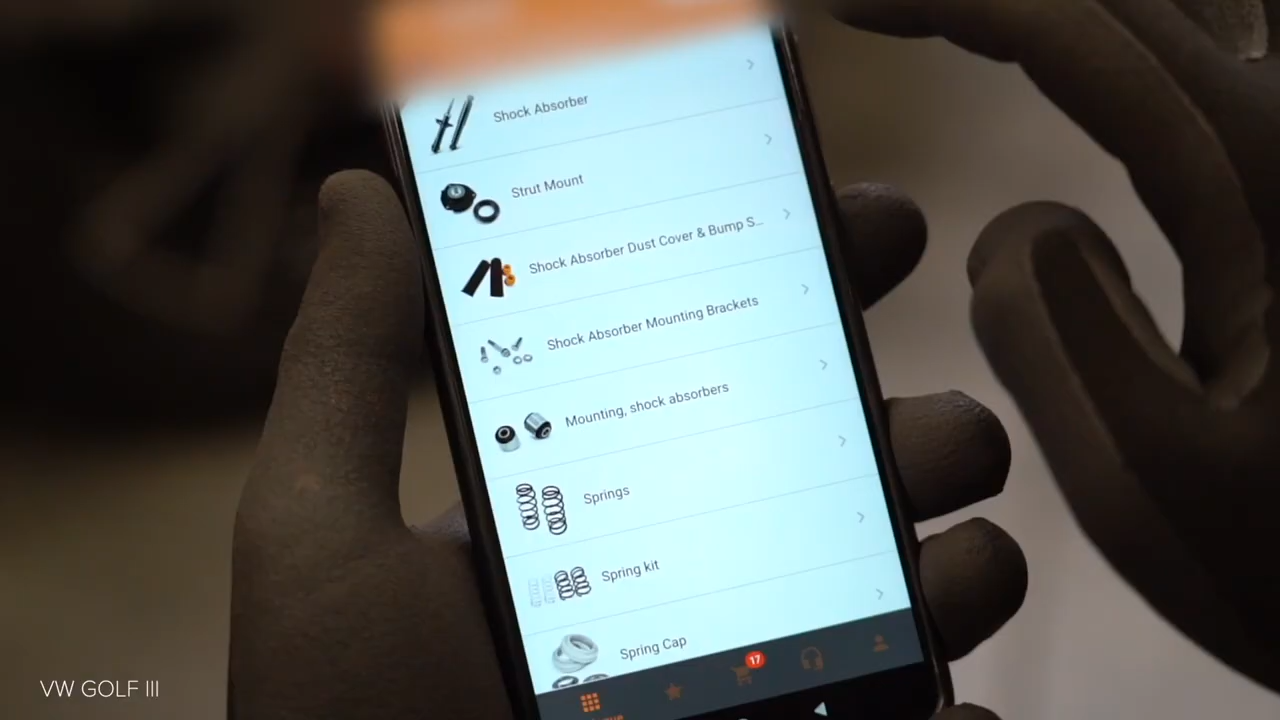 Shock Absorber
Strut Mount
Shock Absorber Dust Cover & Bump S...
Shock Absorber Mounting Brackets
Mounting, shock absorbers
Springs
Spring kit
Spring Cap
17
VW GOLF III